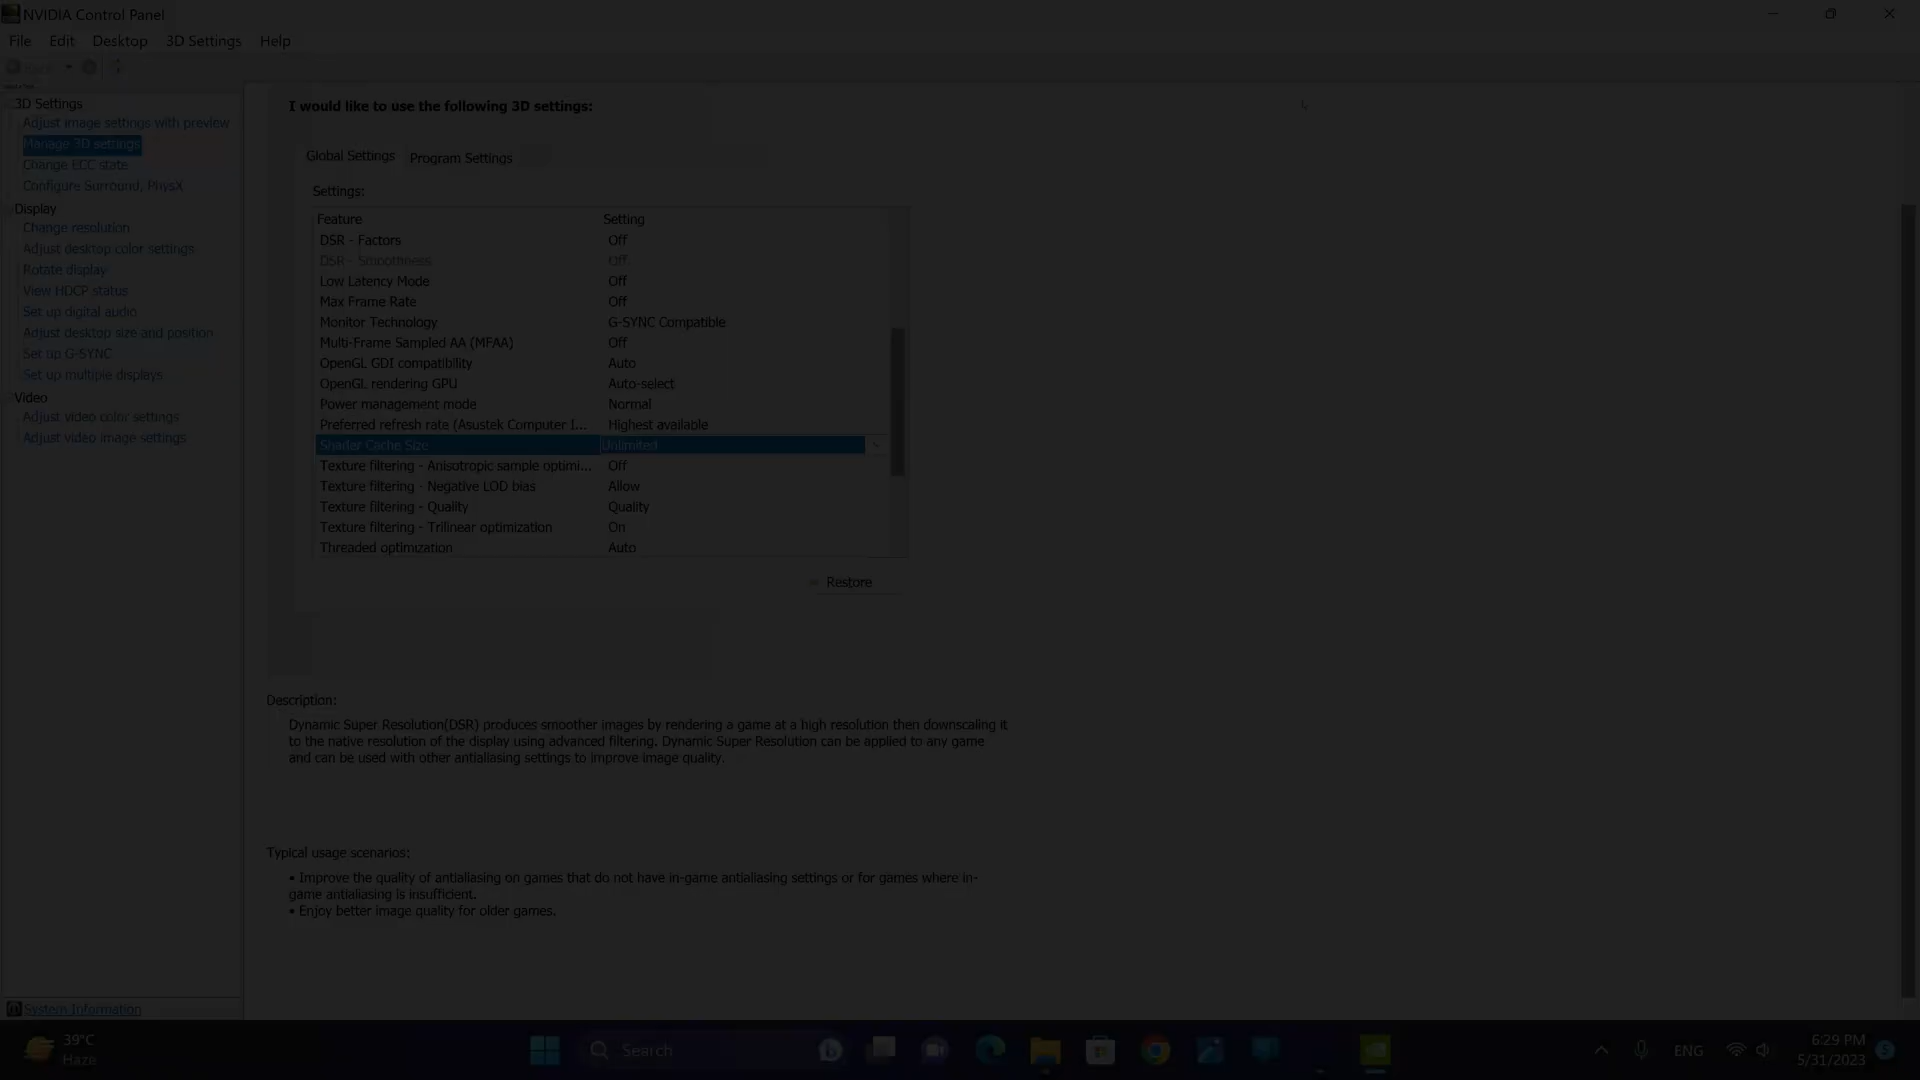 NVIDIA Control Panel
File Edit Desktop 3D Settings Help
Back
3D Settings
Adjust image settings with preview
Manage 3D settings
Change ECC state
Configure Surround, PhysX
Display
Change resolution
Adjust desktop color settings
Rotate display
View HDCP status
Set up digital audio
Adjust desktop size and position
Set up G-SYNC
Set up multiple displays
Video
Adjust video color settings
Adjust video image settings
System Information
I would like to use the following 3D settings:
Global Settings Program Settings
Settings:
Feature Setting
DSR - Factors Off
DSR - Smoothness Off
Low Latency Mode Off
Max Frame Rate Off
Monitor Technology G-SYNC Compatible
Multi-Frame Sampled AA (MFAA) Off
OpenGL GDI compatibility Auto
OpenGL rendering GPU Auto-select
Power management mode Normal
Preferred refresh rate (Asustek Computer I... Highest available
Shader Cache Size Unlimited
Texture filtering - Anisotropic sample optimi... Off
Texture filtering - Negative LOD bias Allow
Texture filtering - Quality Quality
Texture filtering - Trilinear optimization On
Threaded optimization Auto
Restore
Description:
Dynamic Super Resolution(DSR) produces smoother images by rendering a game at a high resolution then downscaling it
to the native resolution of the display using advanced filtering. Dynamic Super Resolution can be applied to any game
and can be used with other antialiasing settings to improve image quality.
Typical usage scenarios:
• Improve the quality of antialiasing on games that do not have in-game antialiasing settings or for games where in-
game antialiasing is insufficient.
• Enjoy better image quality for older games.
39°C
Haze
Search
ENG
6:29 PM
5/31/2023
5